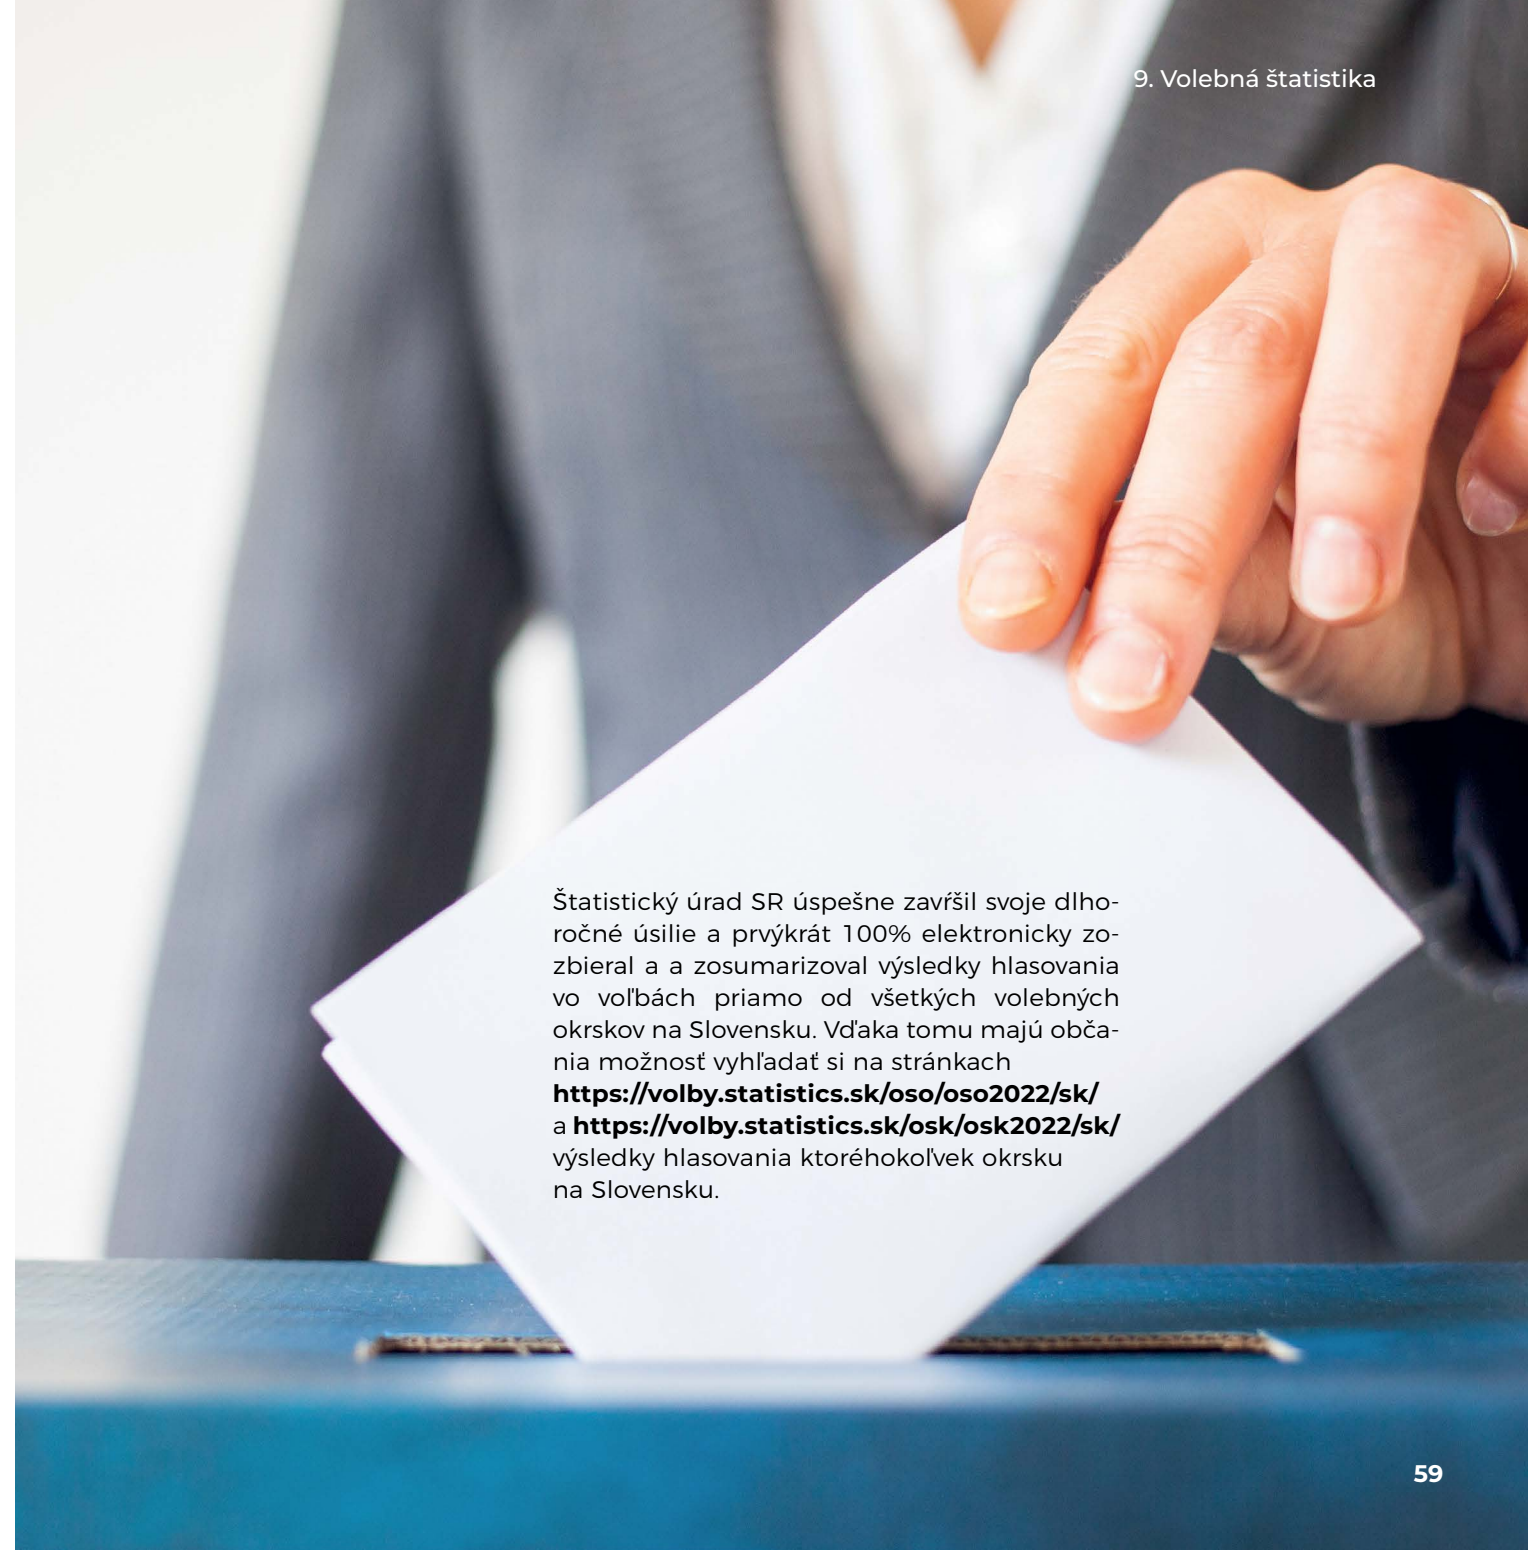 9. Volebná štatistika
Štatistický úrad SR úspešne zavŕšil svoje dlho-
ročné úsilie a prvýkrát 100% elektronicky zo-
zbieral a a zosumarizoval výsledky hlasovania
vo voľbách priamo od všetkých volebných
okrskov na Slovensku. Vďaka tomu majú obča-
nia možnosť vyhľadať si na stránkach
https://volby.statistics.sk/oso/oso2022/sk/
a https://volby.statistics.sk/osk/osk2022/sk/
výsledky hlasovania ktoréhokoľvek okrsku
na Slovensku.
59